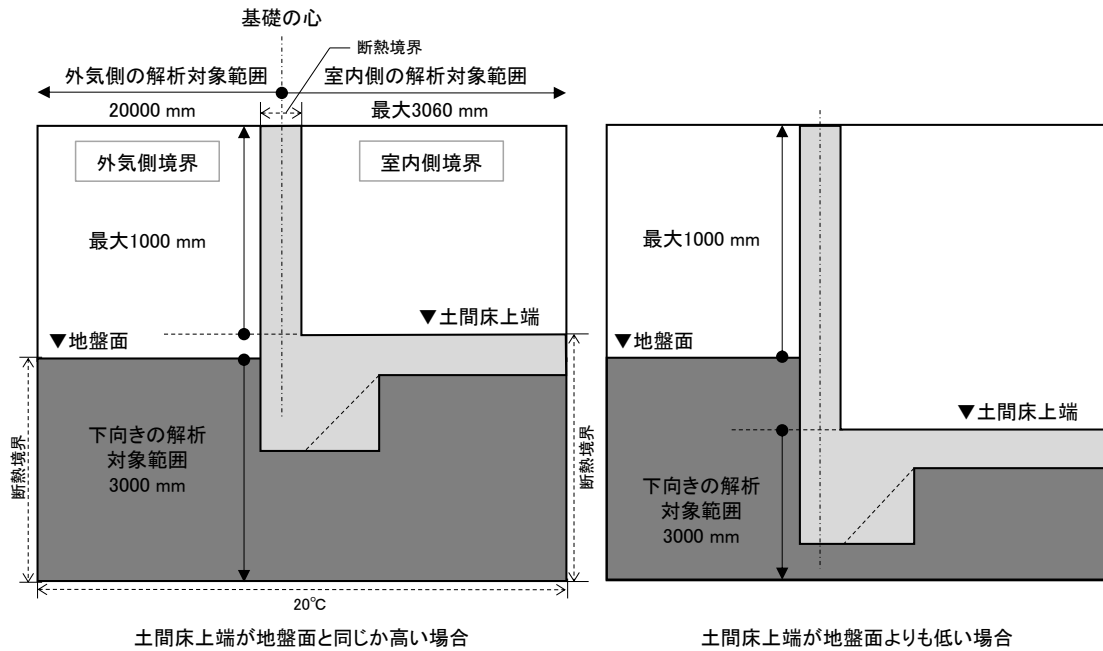 基礎の心
断熱境界
外気側の解析対象範囲
室内側の解析対象範囲
20000 mm
最大3060 mm
外気側境界
室内側境界
最大1000 mm
▼土間床上端
▼地盤面
下向きの解析
対象範囲
3000 mm
断熱境界
断熱境界
20℃
土間床上端が地盤面と同じか高い場合
最大1000 mm
▼地盤面
▼土間床上端
下向きの解析
対象範囲
3000 mm
土間床上端が地盤面よりも低い場合